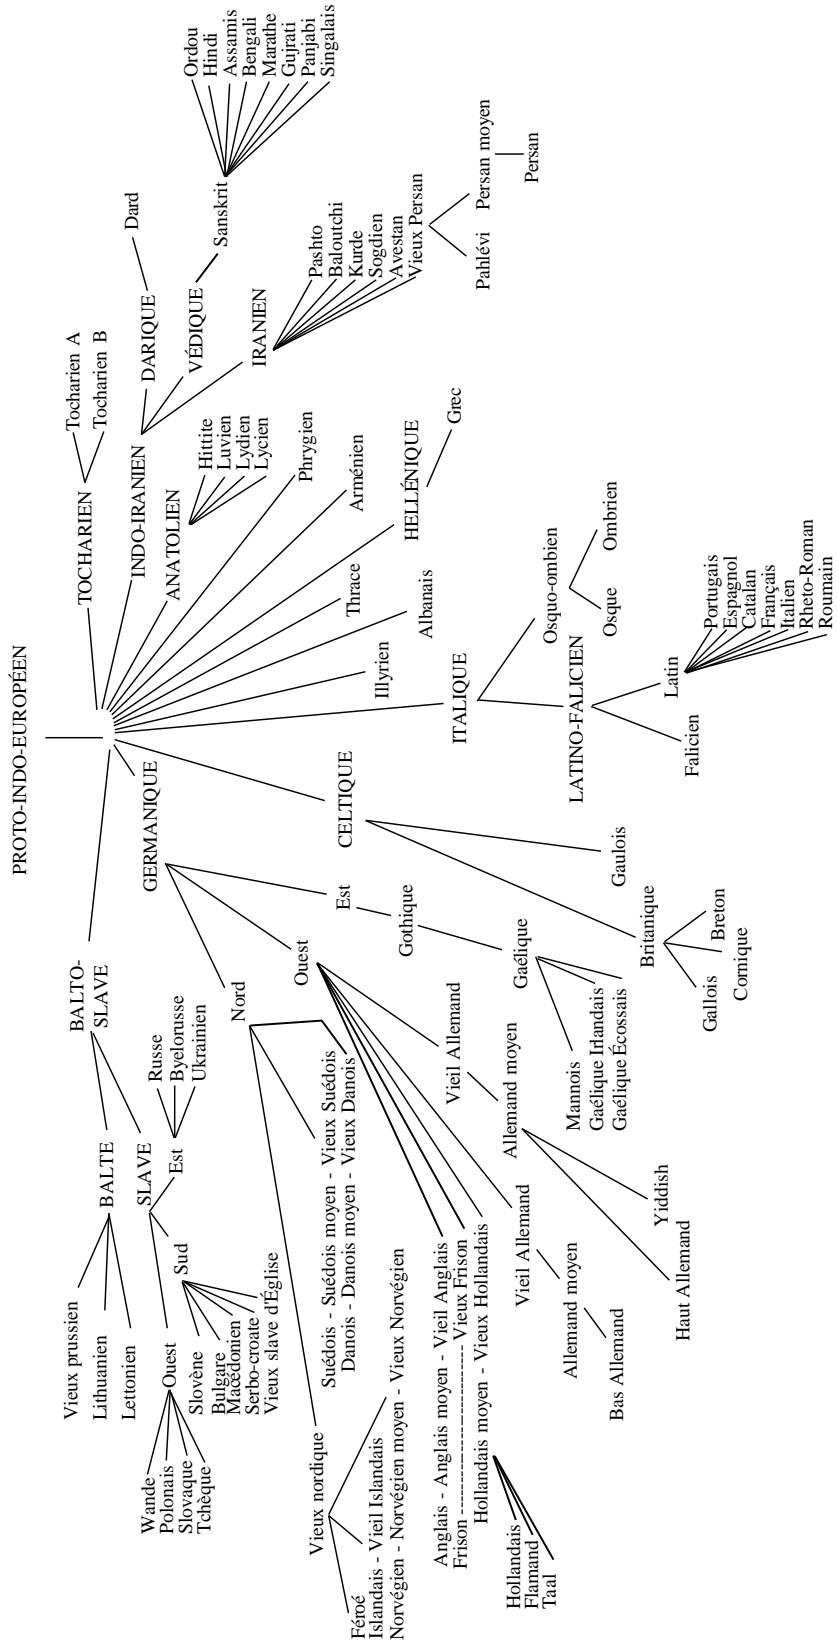 PROTO-INDO-EUROPÉEN
BALTO-
SLAVE
BALTE
Vieux prussien
Lithuanien
Lettonien
SLAVE
Est
Russe
Byelorusse
Ukrainien
Sud
Slovène
Bulgare
Macédonien
Serbo-croate
Vieux slave d'Église
Ouest
Wande
Polonais
Slovaque
Tchèque
GERMANIQUE
Nord
Suédois - Suédois moyen - Vieux Suédois
Danois - Danois moyen - Vieux Danois
Vieux nordique
Féroé
Islandais - Vieil Islandais
Norvégien - Norvégien moyen - Vieux Norvégien
Ouest
Anglais - Anglais moyen - Vieil Anglais
Frison ---------------------- Vieux Frison
Hollandais moyen - Vieux Hollandais
Hollandais
Flamand
Taal
Vieil Allemand
Allemand moyen
Bas Allemand
Vieil Allemand
Allemand moyen
Haut Allemand
Yiddish
Est
Gothique
Gaélique
Mannois
Gaélique Irlandais
Gaélique Écossais
CELTIQUE
Britanique
Gallois
Cornique
Breton
Gaulois
ITALIQUE
LATINO-FALICIEN
Falicien
Latin
Portugais
Espagnol
Catalan
Français
Italien
Rheto-Roman
Roumain
Osquo-ombien
Osque
Ombrien
Illyrien
Albanais
Thrace
HELLÉNIQUE
Grec
Arménien
Phrygien
ANATOLIEN
Hittite
Luvien
Lydien
Lycien
INDO-IRANIEN
DARIQUE
Dard
VÉDIQUE
Sanskrit
Ordou
Hindi
Assamis
Bengali
Marathe
Gujrati
Panjabi
Singalais
IRANIEN
Pashto
Baloutchi
Kurde
Sogdien
Avestan
Vieux Persan
Pahlévi
Persan moyen
Persan
TOCHARIEN
Tocharien A
Tocharien B